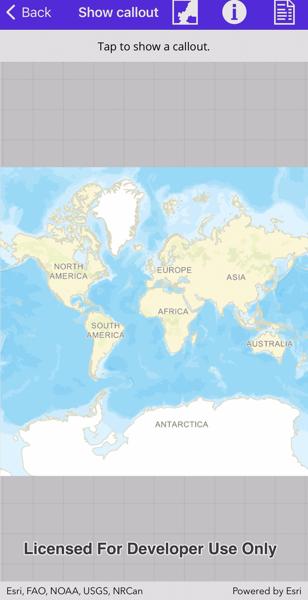 Back
Show callout
Tap to show a callout.
NORTH
AMERICA
EUROPE
ASIA
AFRICA
SOUTH
AMERICA
AUSTRALIA
ANTARCTICA
Licensed For Developer Use Only
Esri, FAO, NOAA, USGS, NRCan
Powered by Esri